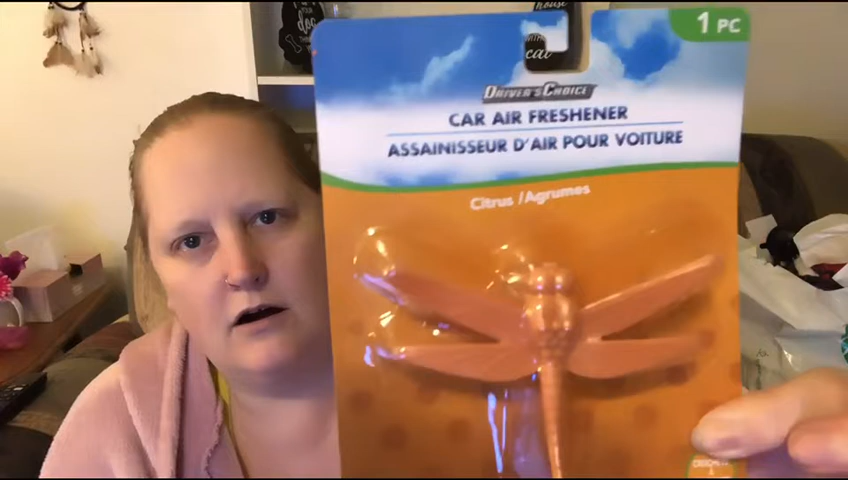 1 PC
DRIVER'S CHOICE
CAR AIR FRESHENER
ASSAINISSEUR D'AIR POUR VOITURE
Citrus / Agrumes